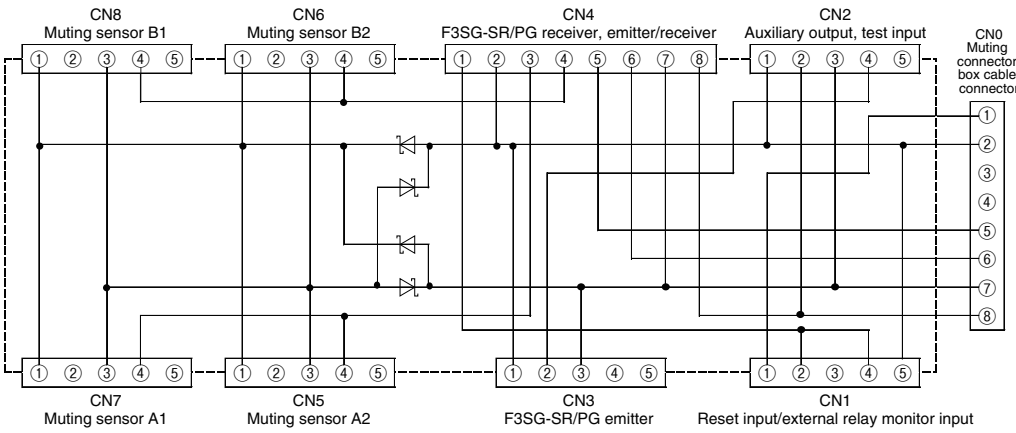 CN8
Muting sensor B1
CN6
Muting sensor B2
CN4
F3SG-SR/PG receiver, emitter/receiver
CN2
Auxiliary output, test input
CN0
Muting
connector
box cable
connector
① ② ③ ④ ⑤
① ② ③ ④ ⑤
① ② ③ ④ ⑤ ⑥ ⑦ ⑧
① ② ③ ④ ⑤
①
②
③
④
⑤
⑥
⑦
⑧
① ② ③ ④ ⑤
① ② ③ ④ ⑤
① ② ③ ④ ⑤
① ② ③ ④ ⑤
CN7
Muting sensor A1
CN5
Muting sensor A2
CN3
F3SG-SR/PG emitter
CN1
Reset input/external relay monitor input